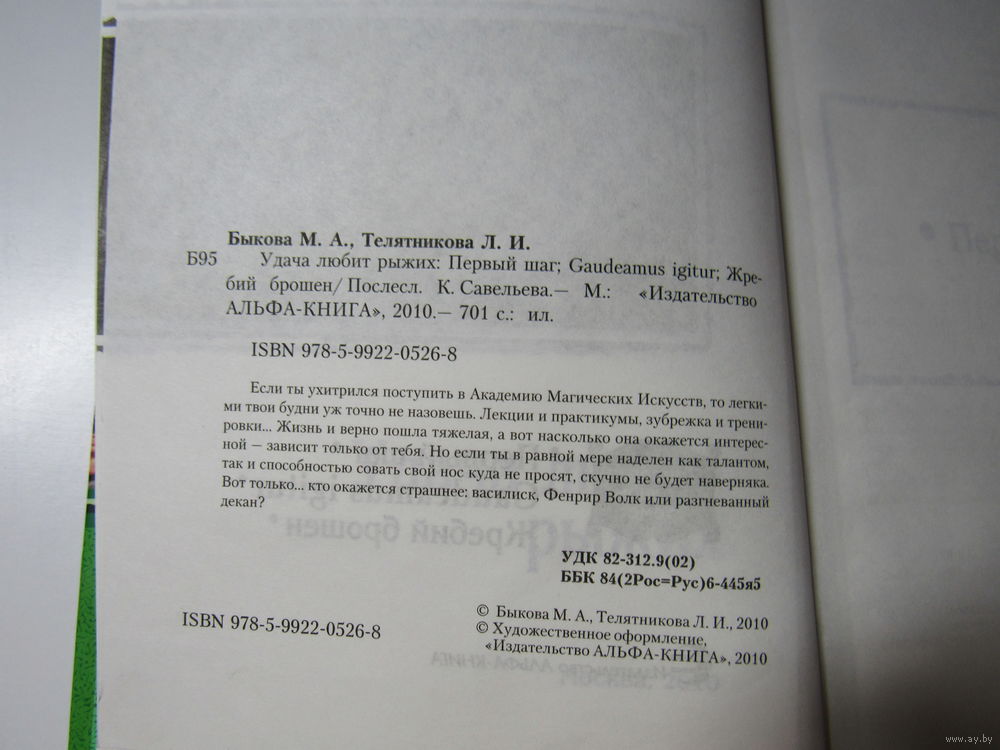 Быкова М. А., Телятникова Л. И.
Б95 Удача любит рыжих: Первый шаг; Gaudeamus igitur; Жре-
бий брошен/ Послесл. К. Савельева.— М.: «Издательство
АЛЬФА-КНИГА», 2010.— 701 с.: ил.
ISBN 978-5-9922-0526-8
Если ты ухитрился поступить в Академию Магических Искусств, то легки-
ми твои будни уж точно не назовешь. Лекции и практикумы, зубрежка и трени-
ровки... Жизнь и верно пошла тяжелая, а вот насколько она окажется интерес-
ной — зависит только от тебя. Но если ты в равной мере наделен как талантом,
так и способностью совать свой нос куда не просят, скучно не будет наверняка.
Вот только... кто окажется страшнее: василиск, Фенрир Волк или разгневанный
декан?
УДК 82-312.9(02)
ББК 84(2Рос=Рус)6-445я5
ISBN 978-5-9922-0526-8
© Быкова М. А., Телятникова Л. И., 2010
© Художественное оформление,
«Издательство АЛЬФА-КНИГА», 2010
www.ay.by